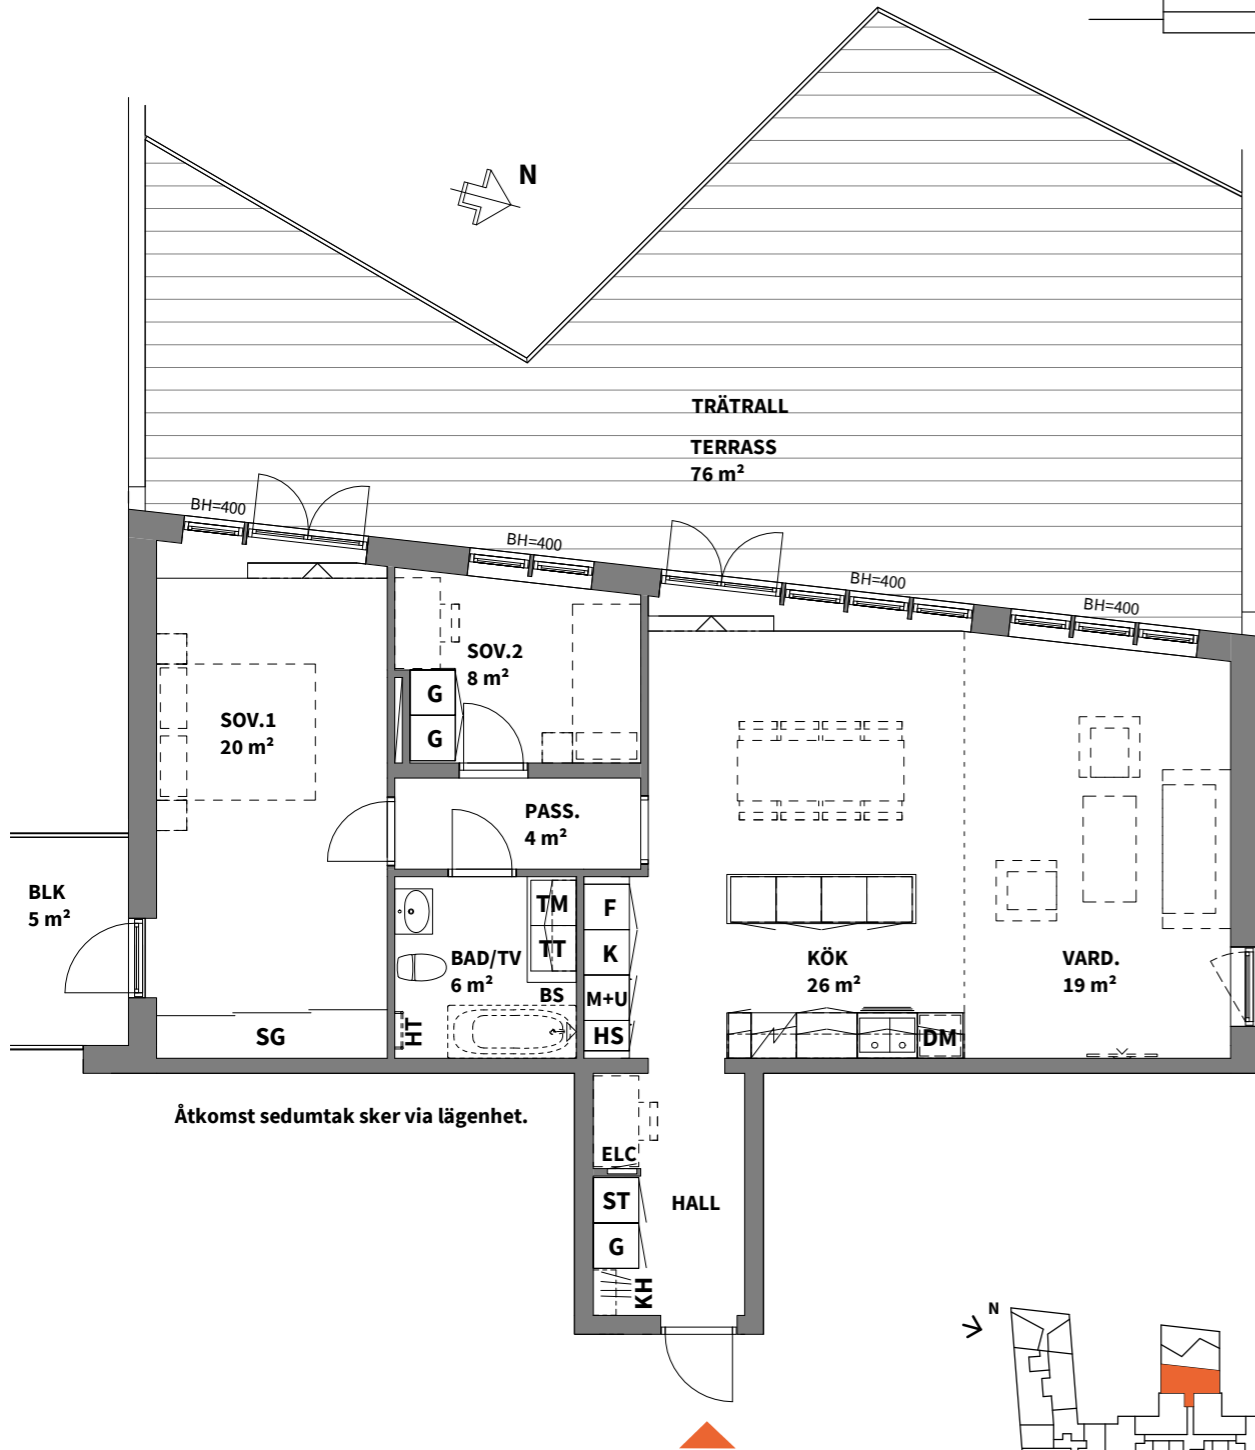 N
TRÄTRALL
TERRASS
76 m²
BH=400
BH=400
BH=400
BH=400
SOV.2
8 m²
G
G
SOV.1
20 m²
PASS.
4 m²
BLK
5 m²
TM
TT
BAD/TV
6 m²
BS
HT
SG
F
K
M+U
HS
KÖK
26 m²
DM
VARD.
19 m²
Åtkomst sedumtak sker via lägenhet.
ELC
ST
G
KH
HALL
N